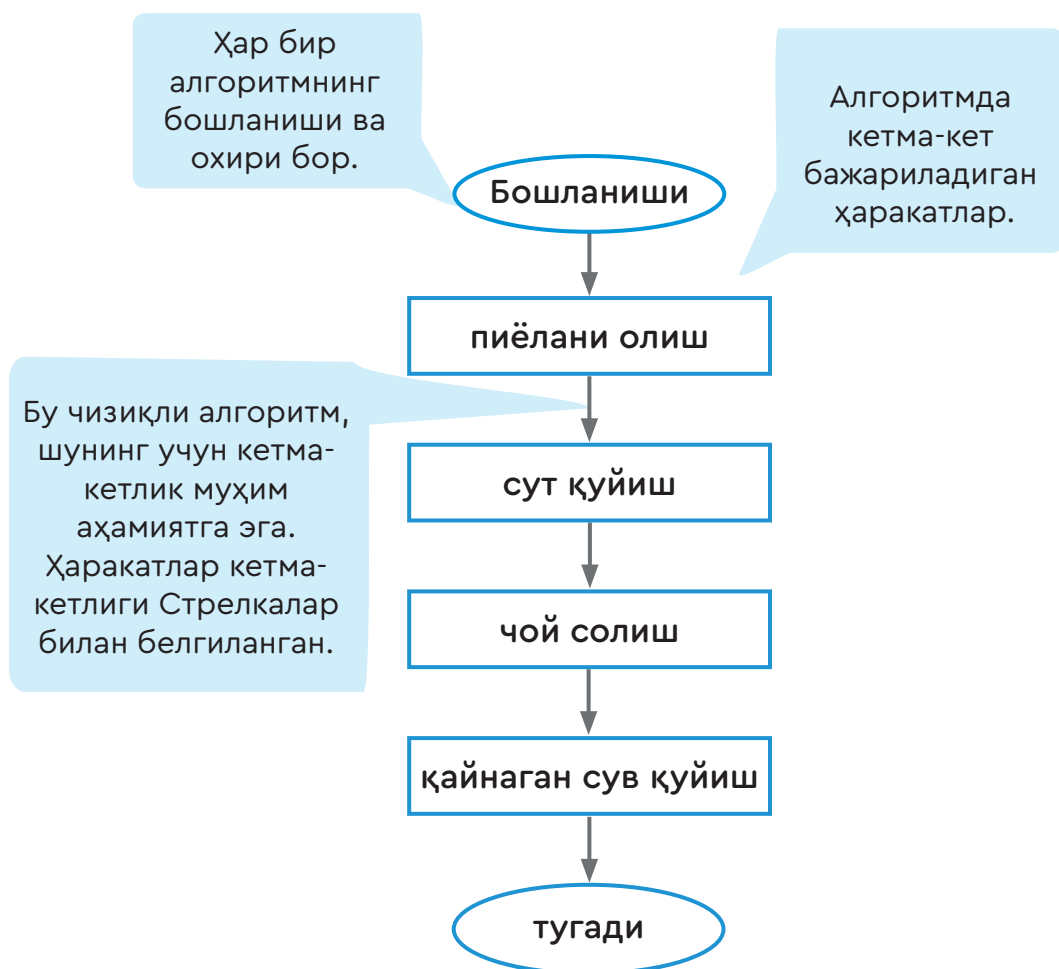 Ҳар бир
алгоритмнинг
бошланиши ва
охири бор.
Алгоритмда
кетма-кет
бажариладиган
ҳаракатлар.
Бошланиши
пиёлани олиш
Бу чизиқли алгоритм,
шунинг учун кетма-
кетлик муҳим
аҳамиятга эга.
Ҳаракатлар кетма-
кетлиги Стрелкалар
билан белгиланган.
сут қуйиш
чой солиш
қайнаган сув қуйиш
тугади